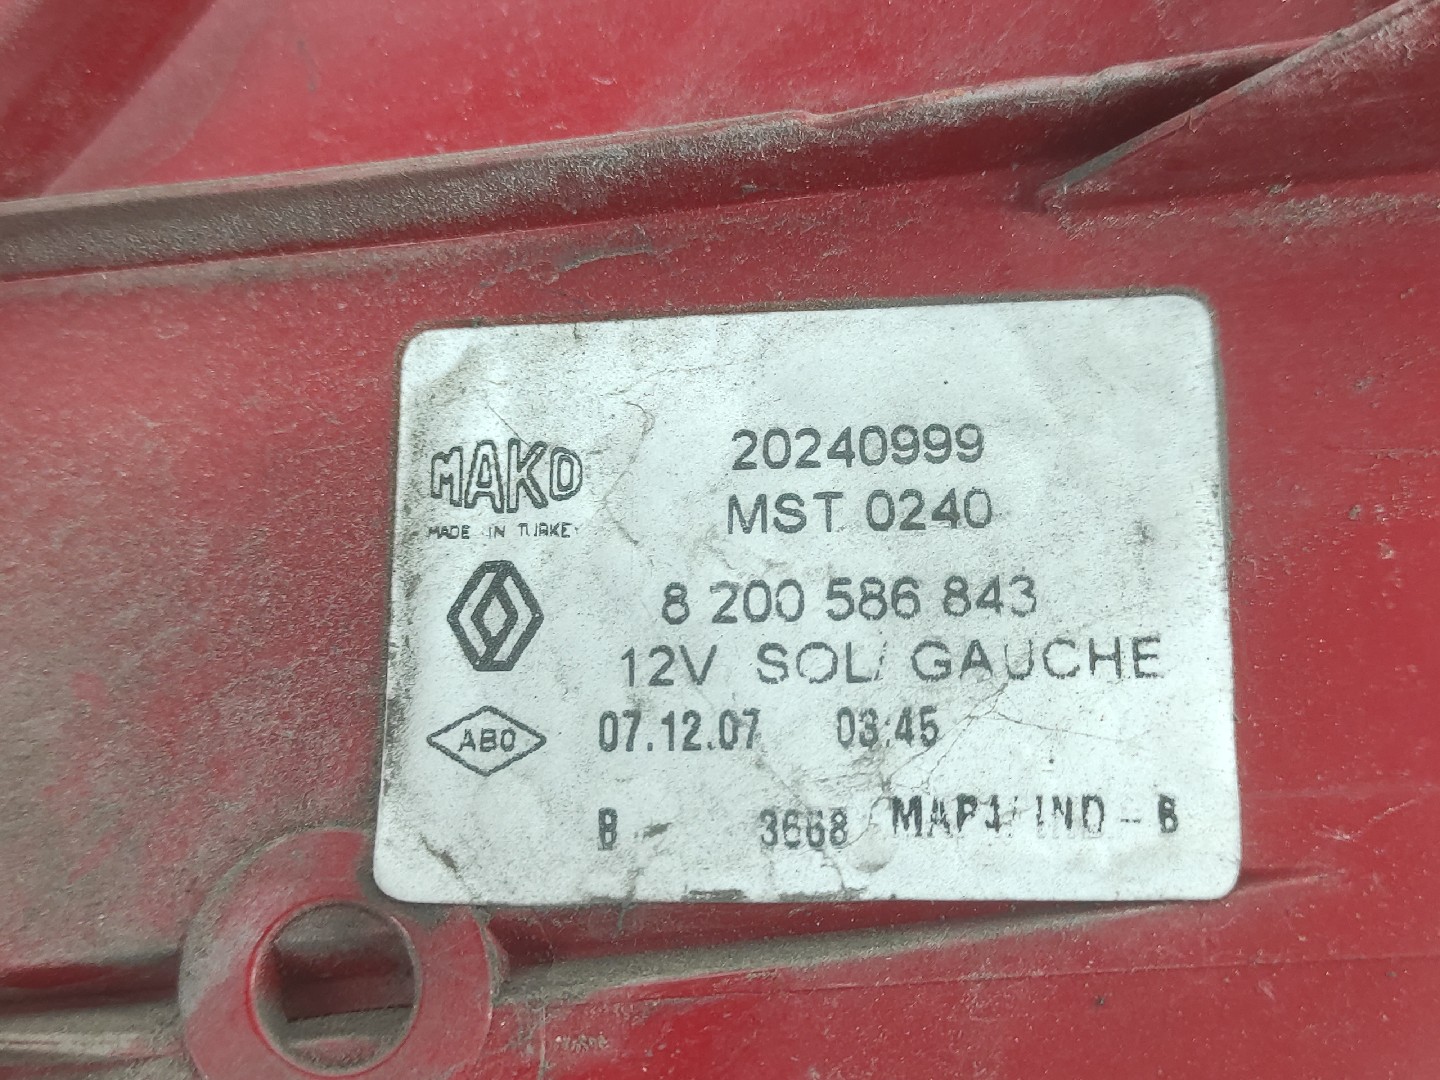 MAKO
MADE IN TURKEY
20240999
MST 0240
8 200 586 843
12V SOL/ GAUCHE
ABO
07.12.07 03:45
B - 3668 IND - B